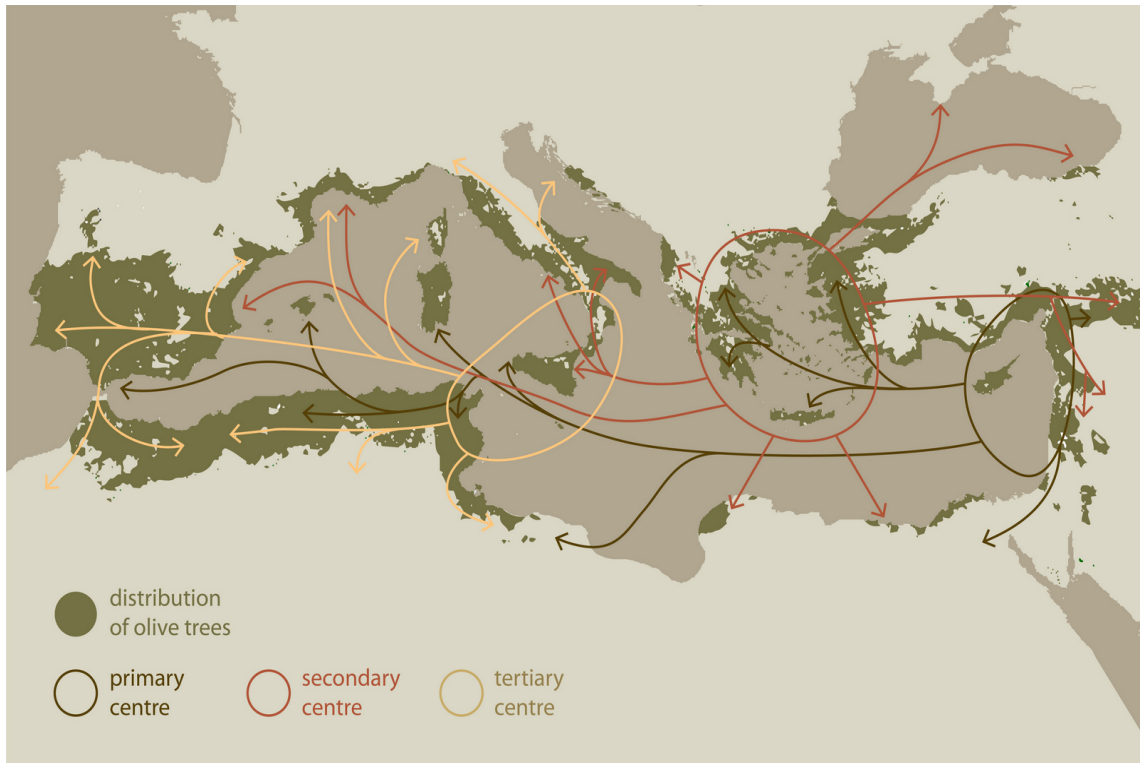 distribution
of olive trees
primary
centre
secondary
centre
tertiary
centre